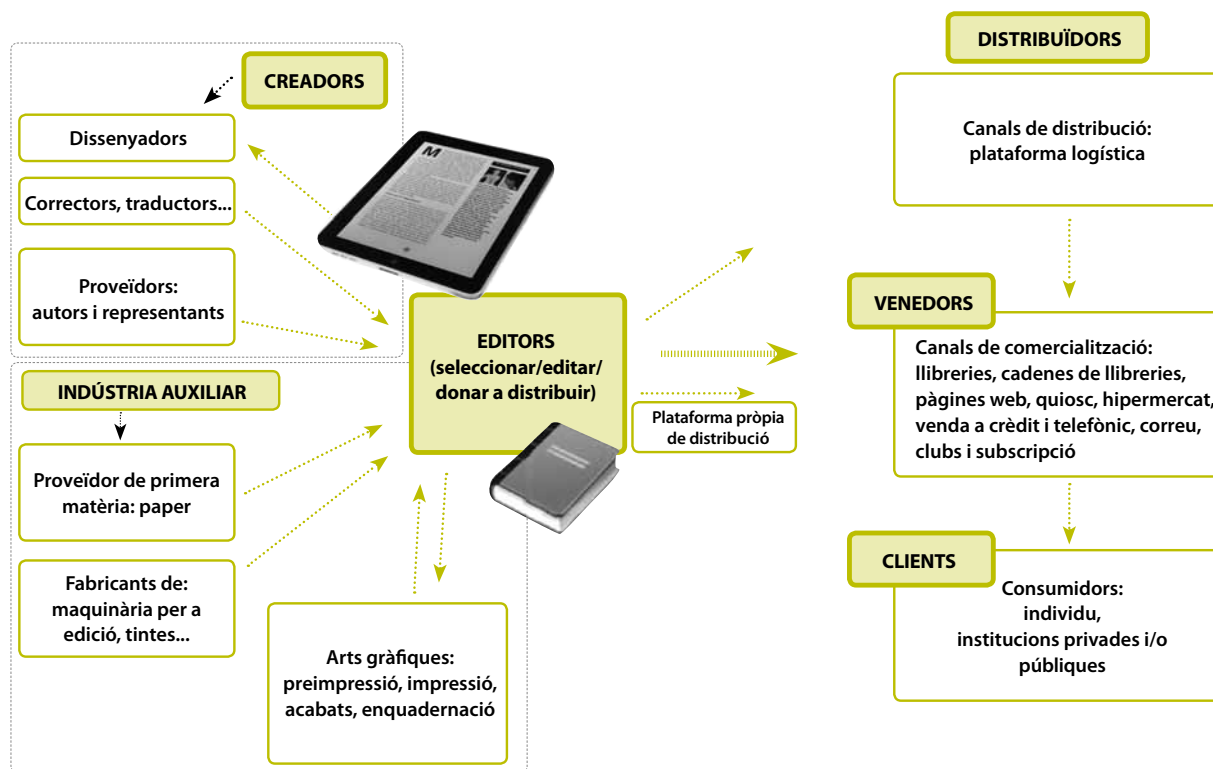 CREADORS
Dissenyadors
Correctors, traductors...
Proveïdors:
autors i representants
INDÚSTRIA AUXILIAR
Proveïdor de primera
matèria: paper
Fabricants de:
maquinària per a
edició, tintes...
Arts gràfiques:
preimpressió, impressió,
acabats, enquadernació
M
EDITORS
(seleccionar/editar/
donar a distribuir)
Plataforma pròpia
de distribució
DISTRIBUÏDORS
Canals de distribució:
plataforma logística
VENEDORS
Canals de comercialització:
llibreries, cadenes de llibreries,
pàgines web, quiosc, hipermercat,
venda a crèdit i telefònic, correu,
clubs i subscripció
CLIENTS
Consumidors:
individu,
institucions privades i/o
públiques